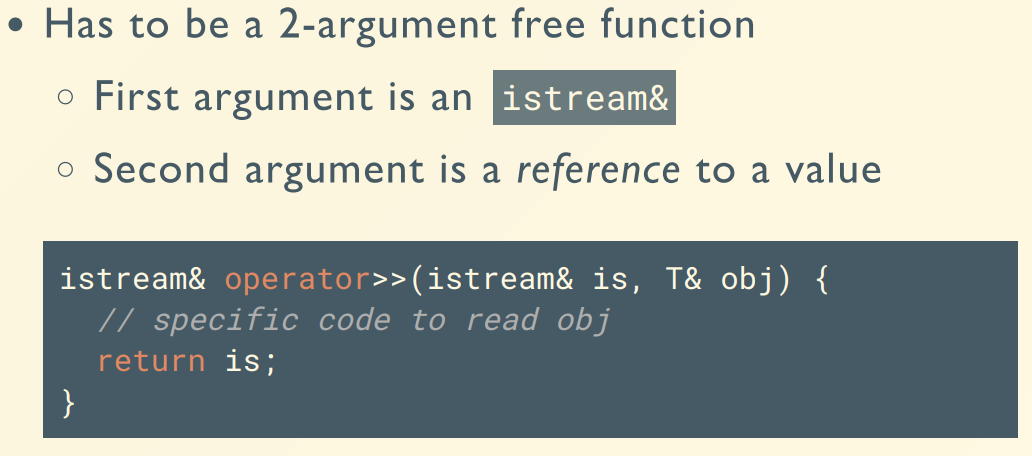 • Has to be a 2-argument free function
○ First argument is an istream&
○ Second argument is a reference to a value
istream& operator>>(istream& is, T& obj) {
  // specific code to read obj
  return is;
}